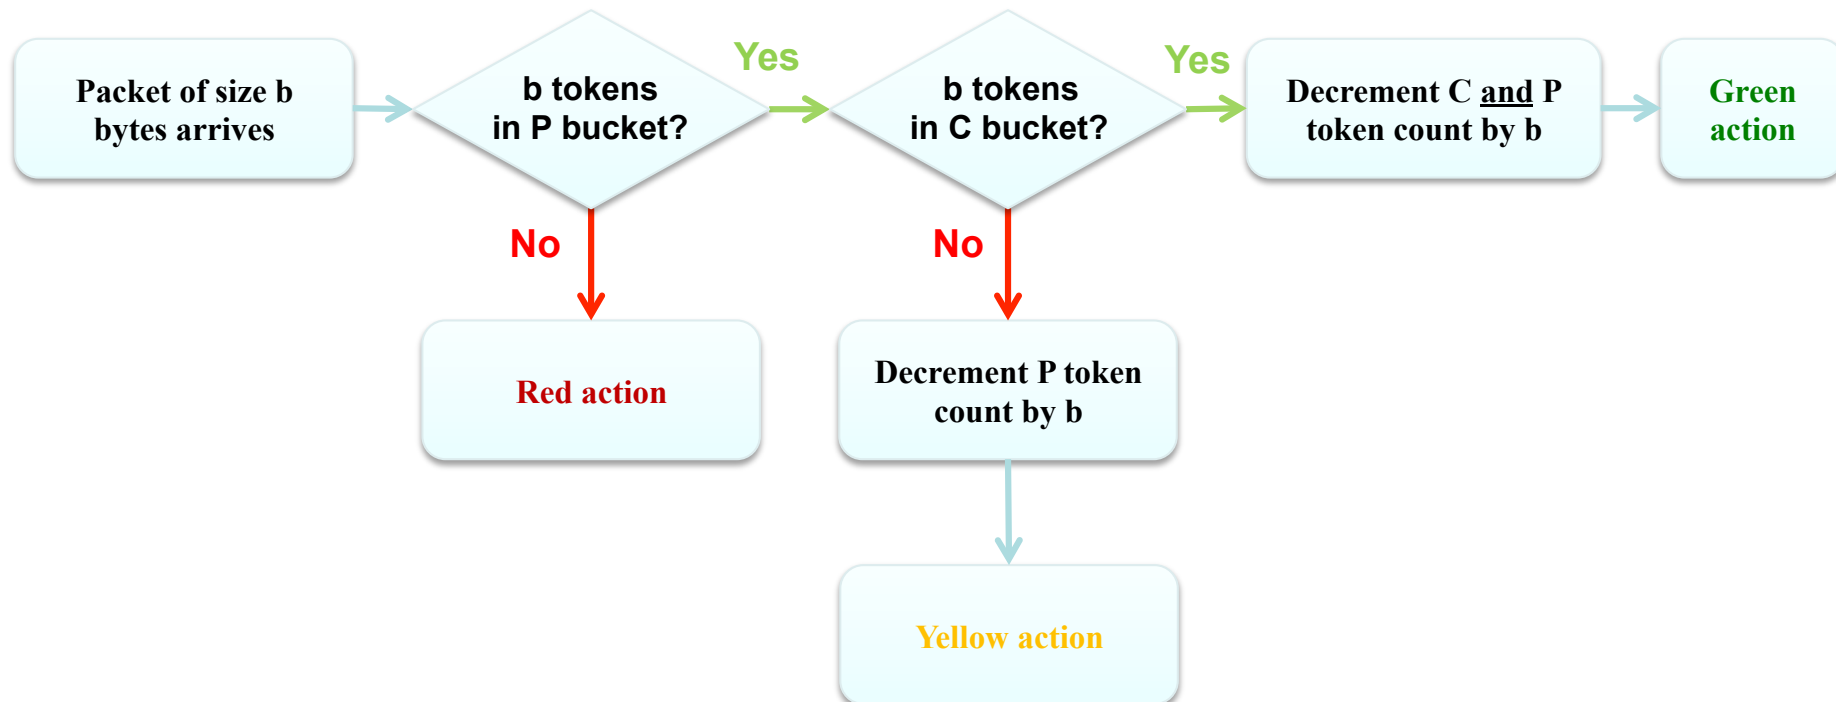 Packet of size b
bytes arrives
b tokens
in P bucket?
Yes
b tokens
in C bucket?
Yes
Decrement C and P
token count by b
Green
action
No
No
Red action
Decrement P token
count by b
Yellow action